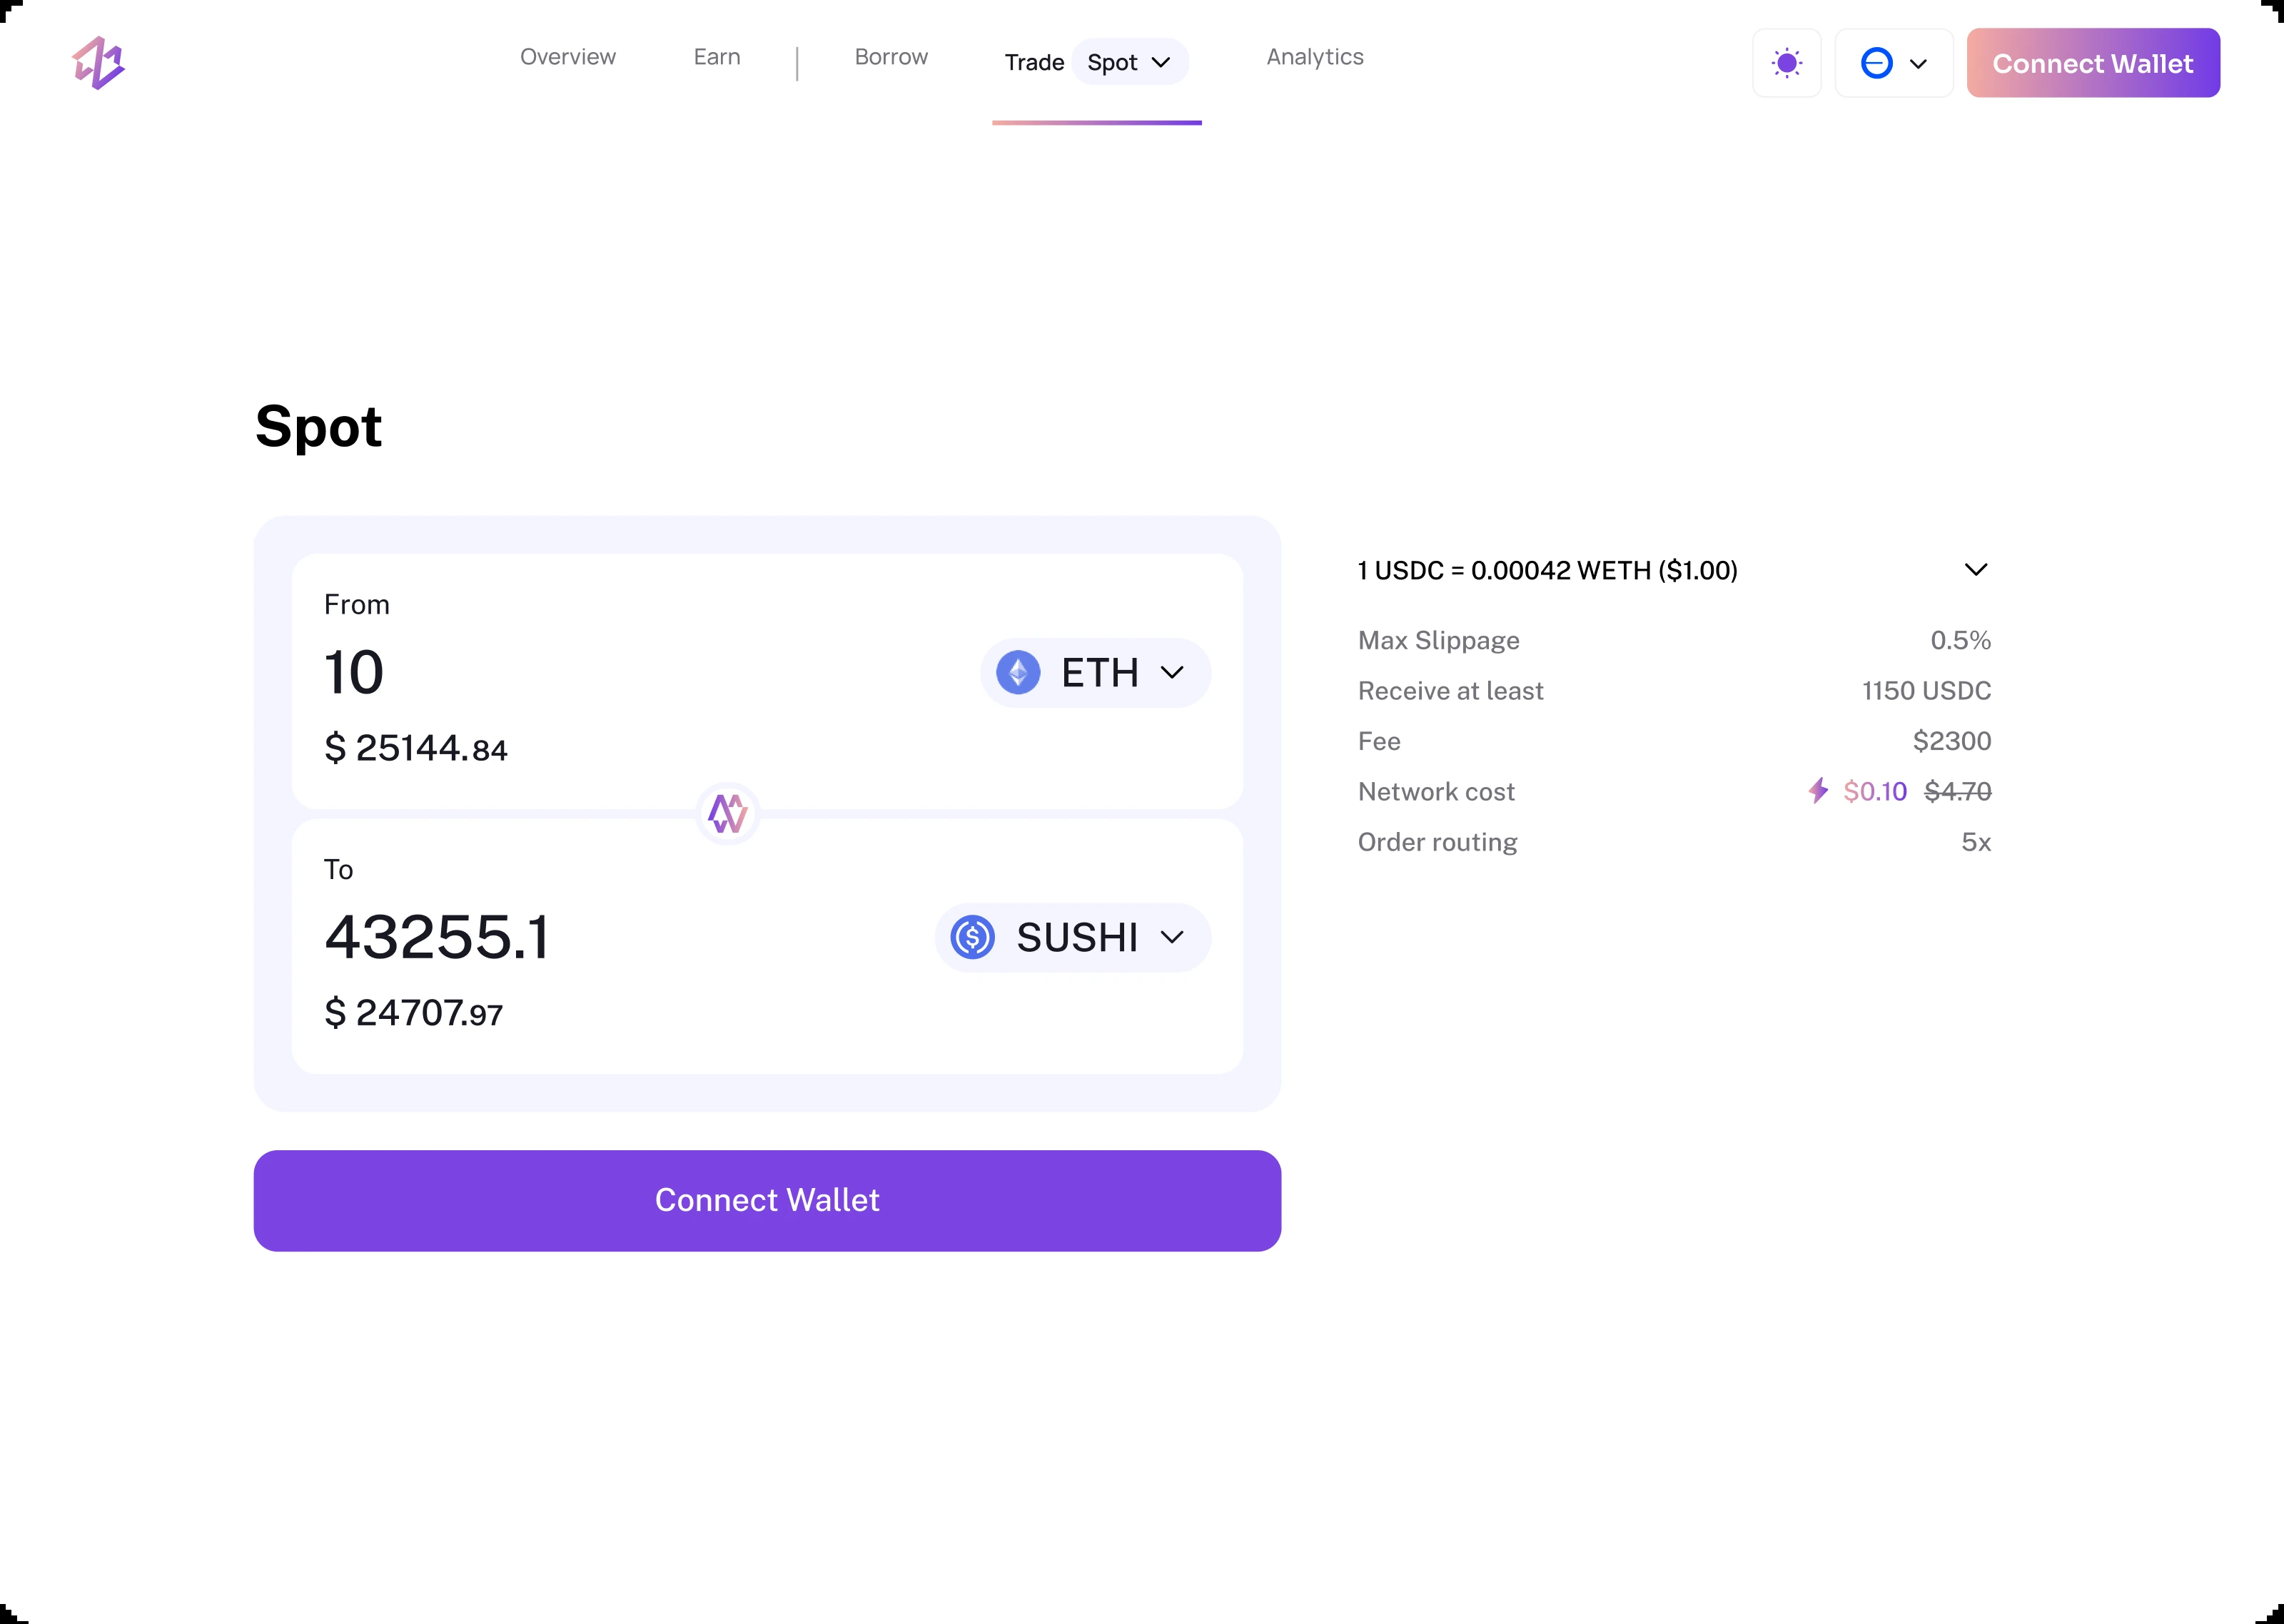 Overview Earn Borrow Trade Spot Analytics Connect Wallet
Spot
From
10 ETH
$ 25144.84
To
43255.1 SUSHI
$ 24707.97
Connect Wallet
1 USDC = 0.00042 WETH ($1.00)
Max Slippage 0.5%
Receive at least 1150 USDC
Fee $2300
Network cost $0.10 $4.70
Order routing 5x